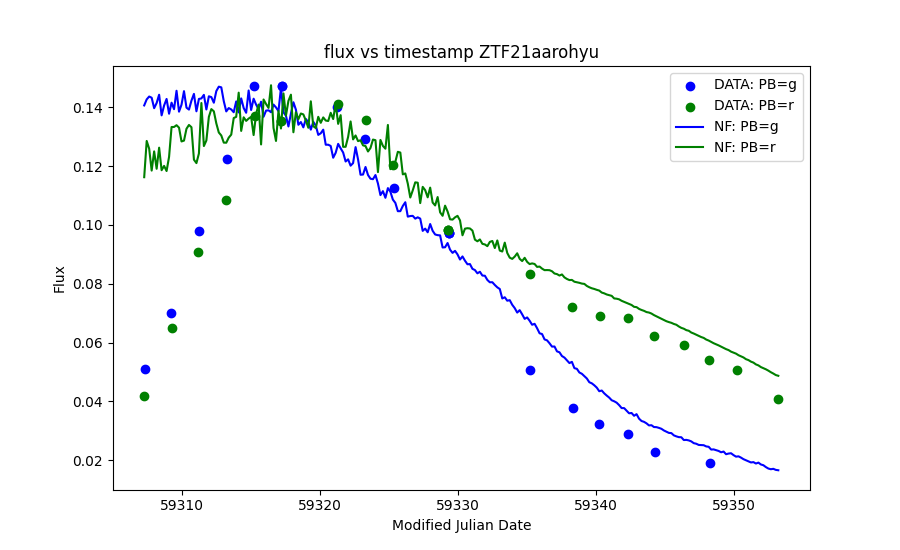 flux vs timestamp ZTF21aarohyu
DATA: PB=g
DATA: PB=r
NF: PB=g
NF: PB=r
0.14
0.12
0.10
0.08
0.06
0.04
0.02
Flux
59310
59320
59330
59340
59350
Modified Julian Date